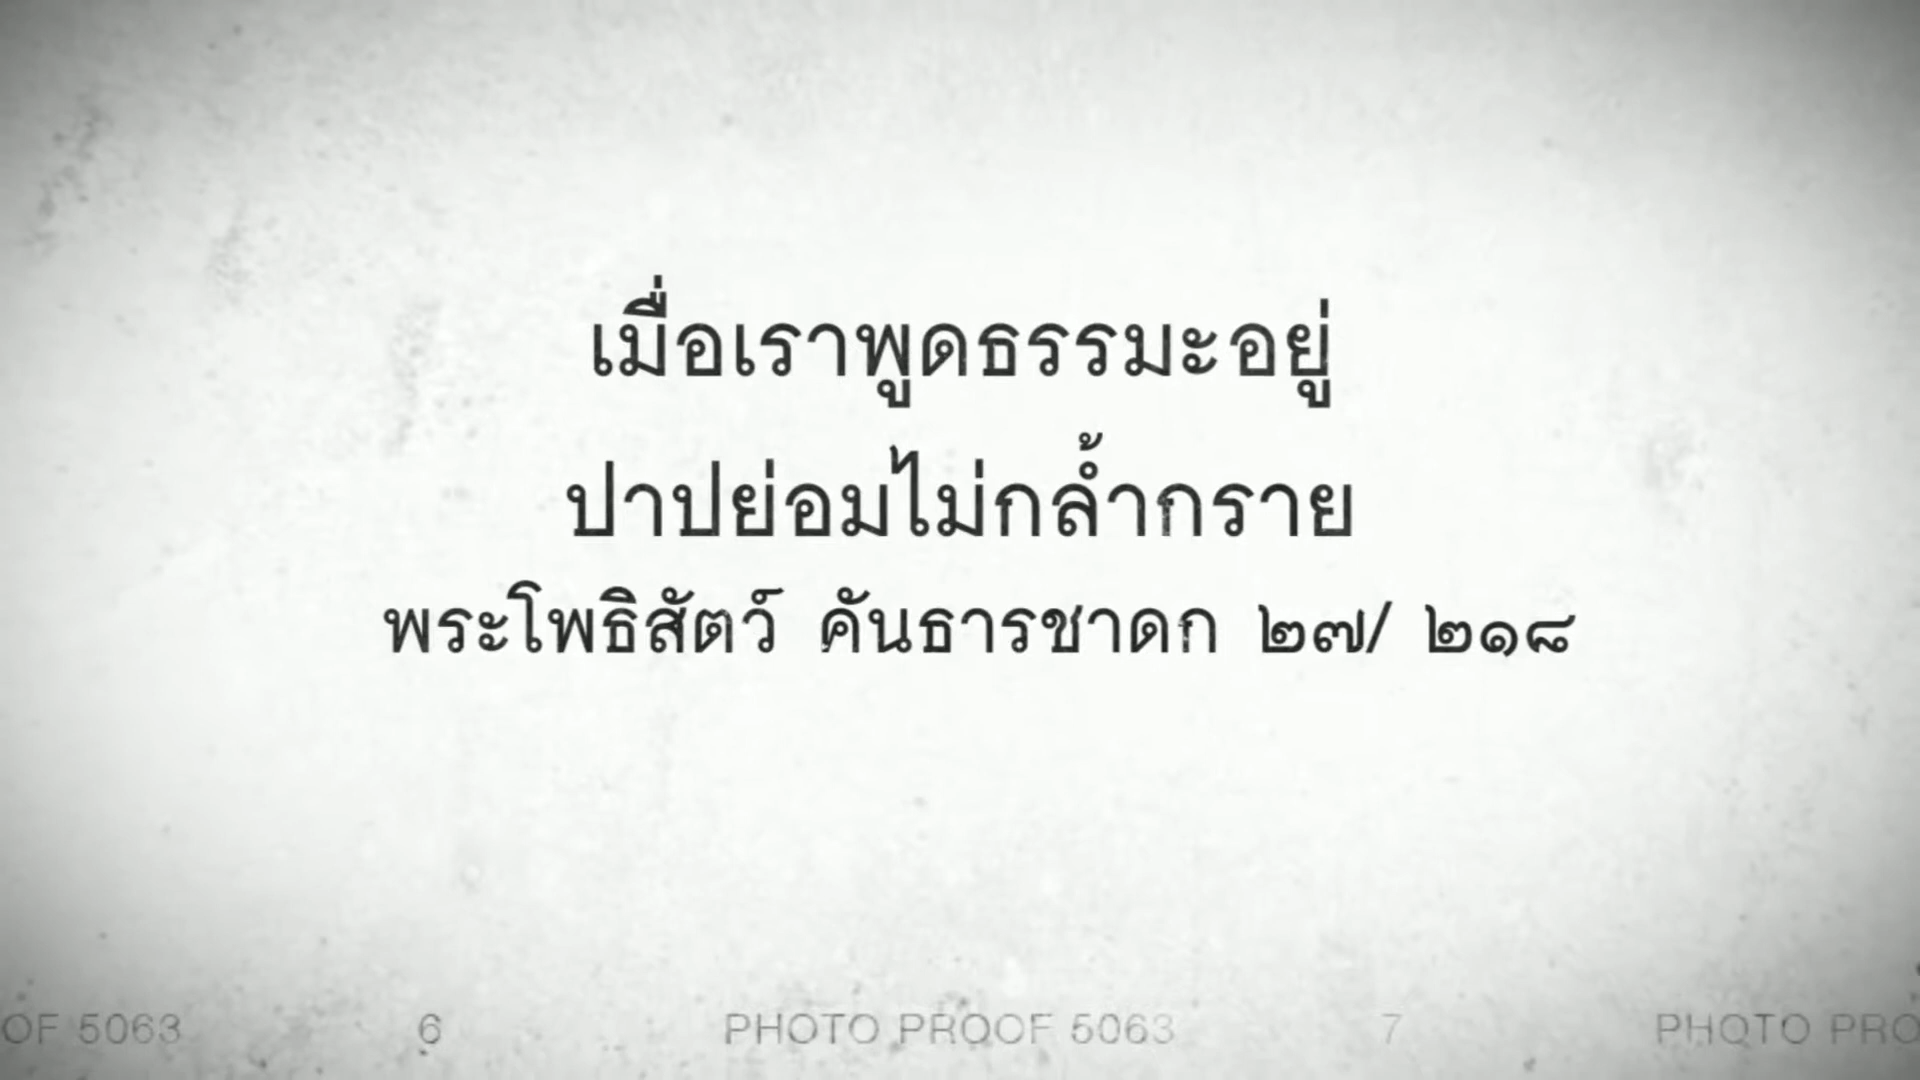 เมื่อเราพูดธรรมะอยู่
ปาปย่อมไม่กล้ำกราย
พระโพธิสัตว์ คันธารชาดก ๒๗/ ๒๑๘
OF 5063 6 PHOTO PROOF 5063 7 PHOTO PRO